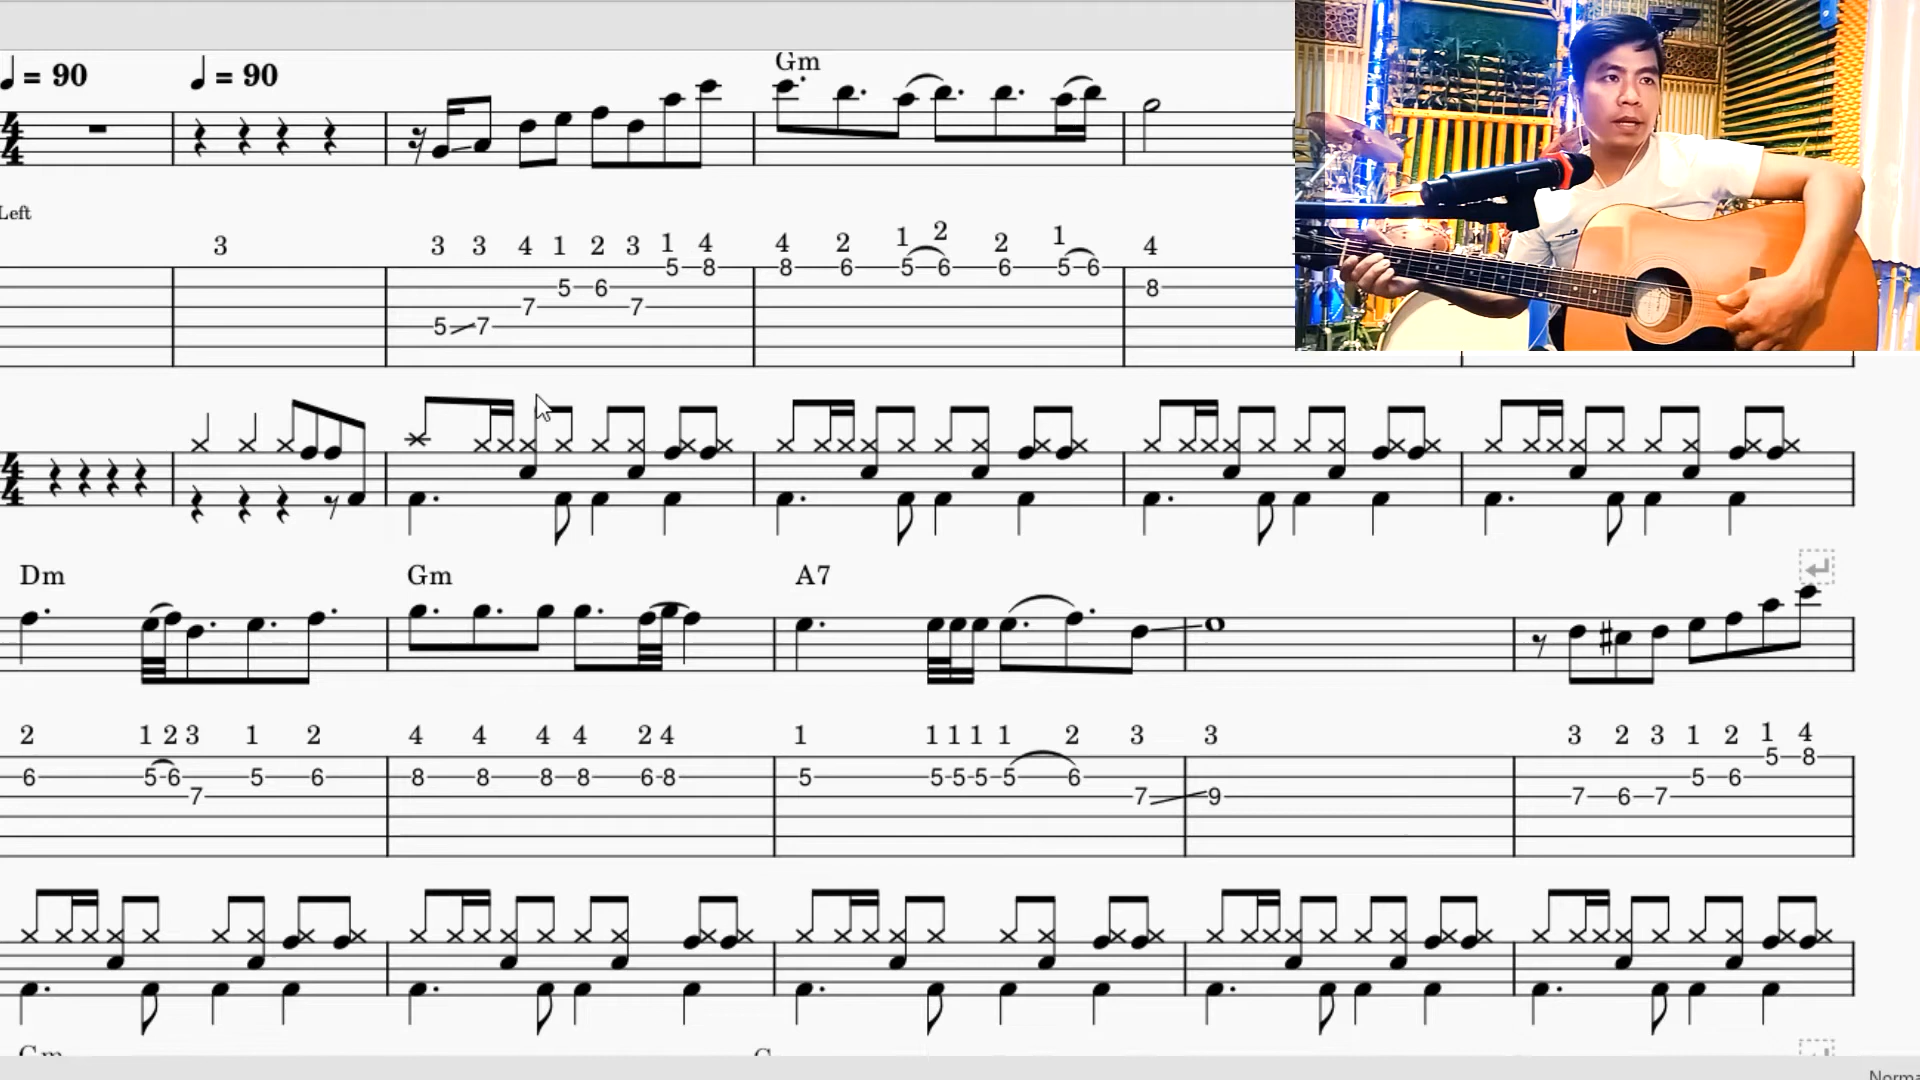 ♩ = 90 ♩ = 90 Gm
4/4
Left
3 3 3 4 1 2 3 1 4 4 2 1 2 2 1 4
5 8 8 6 5 6 6 5 6
5 6 8
7 7
5 7
4/4
Dm Gm A7
2 1 2 3 1 2 4 4 4 4 2 4 1 1 1 1 1 2 3 3 3 2 3 1 2 1 4
5 8
6 5 6 5 6 8 8 8 8 6 8 5 5 5 5 5 6 5 6
7 7 9 7 6 7